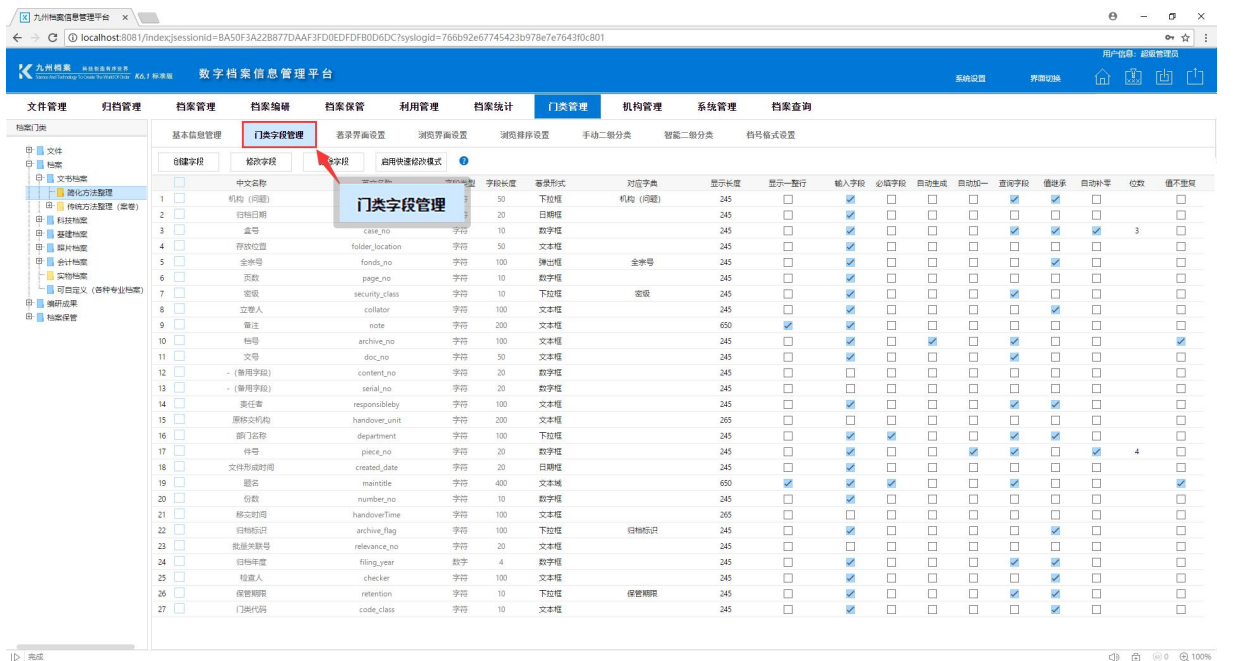 九州档案信息管理平台 ×
localhost:8081/index;jsessionid=BA50F3A22B877DAAF3FD0EDFDFB0D6DC?syslogid=766b92e67745423b978e7e7643f0c801
用户信息: 超级管理员
九州档案 K6.1 标准版 数字档案信息管理平台 系统设置 界面切换
文件管理 归档管理 档案管理 档案编研 档案保管 利用管理 档案统计 门类管理 机构管理 系统管理 档案查询
档案门类
基本信息管理 门类字段管理 著录界面设置 浏览界面设置 浏览排序设置 手动二级分类 智能二级分类 档号格式设置
文件
档案
文书档案
简化方法整理
传统方法整理 (案卷)
科技档案
基建档案
照片档案
会计档案
实物档案
可自定义 (各种专业档案)
编研成果
档案保管
创建字段 修改字段 字段 启用快速修改模式 ?
中文名称 字段长度 著录形式 对应字典 显示长度 显示一整行 输入字段 必填字段 自动生成 自动加一 查询字段 值继承 自动补零 位数 值不重复
门类字段管理
1 机构 (问题) 50 下拉框 机构 (问题) 245
2 归档日期 20 日期框 245
3 盒号 case_no 字符 10 数字框 245 3
4 存放位置 folder_location 字符 50 文本框 245
5 全宗号 fonds_no 字符 100 弹出框 全宗号 245
6 页数 page_no 字符 10 数字框 245
7 密级 security_class 字符 10 下拉框 密级 245
8 立卷人 collator 字符 100 文本框 245
9 备注 note 字符 200 文本框 650
10 档号 archive_no 字符 100 文本框 245
11 文号 doc_no 字符 50 文本框 245
12 - (备用字段) content_no 字符 20 数字框 245
13 - (备用字段) serial_no 字符 20 数字框 245
14 责任者 responsibleby 字符 100 文本框 245
15 原移交机构 handover_unit 字符 200 文本框 265
16 部门名称 department 字符 100 下拉框 245
17 件号 piece_no 字符 20 数字框 245 4
18 文件形成时间 created_date 字符 20 日期框 245
19 题名 maintitle 字符 400 文本域 650
20 份数 number_no 字符 10 数字框 245
21 移交时间 handoverTime 字符 100 文本框 265
22 归档标识 archive_flag 字符 100 下拉框 归档标识 245
23 批量关联号 relevance_no 字符 20 文本框 245
24 归档年度 filing_year 数字 4 数字框 245
25 检查人 checker 字符 100 文本框 245
26 保管期限 retention 字符 10 下拉框 保管期限 245
27 门类代码 code_class 字符 10 文本框 245
完成 0 100%